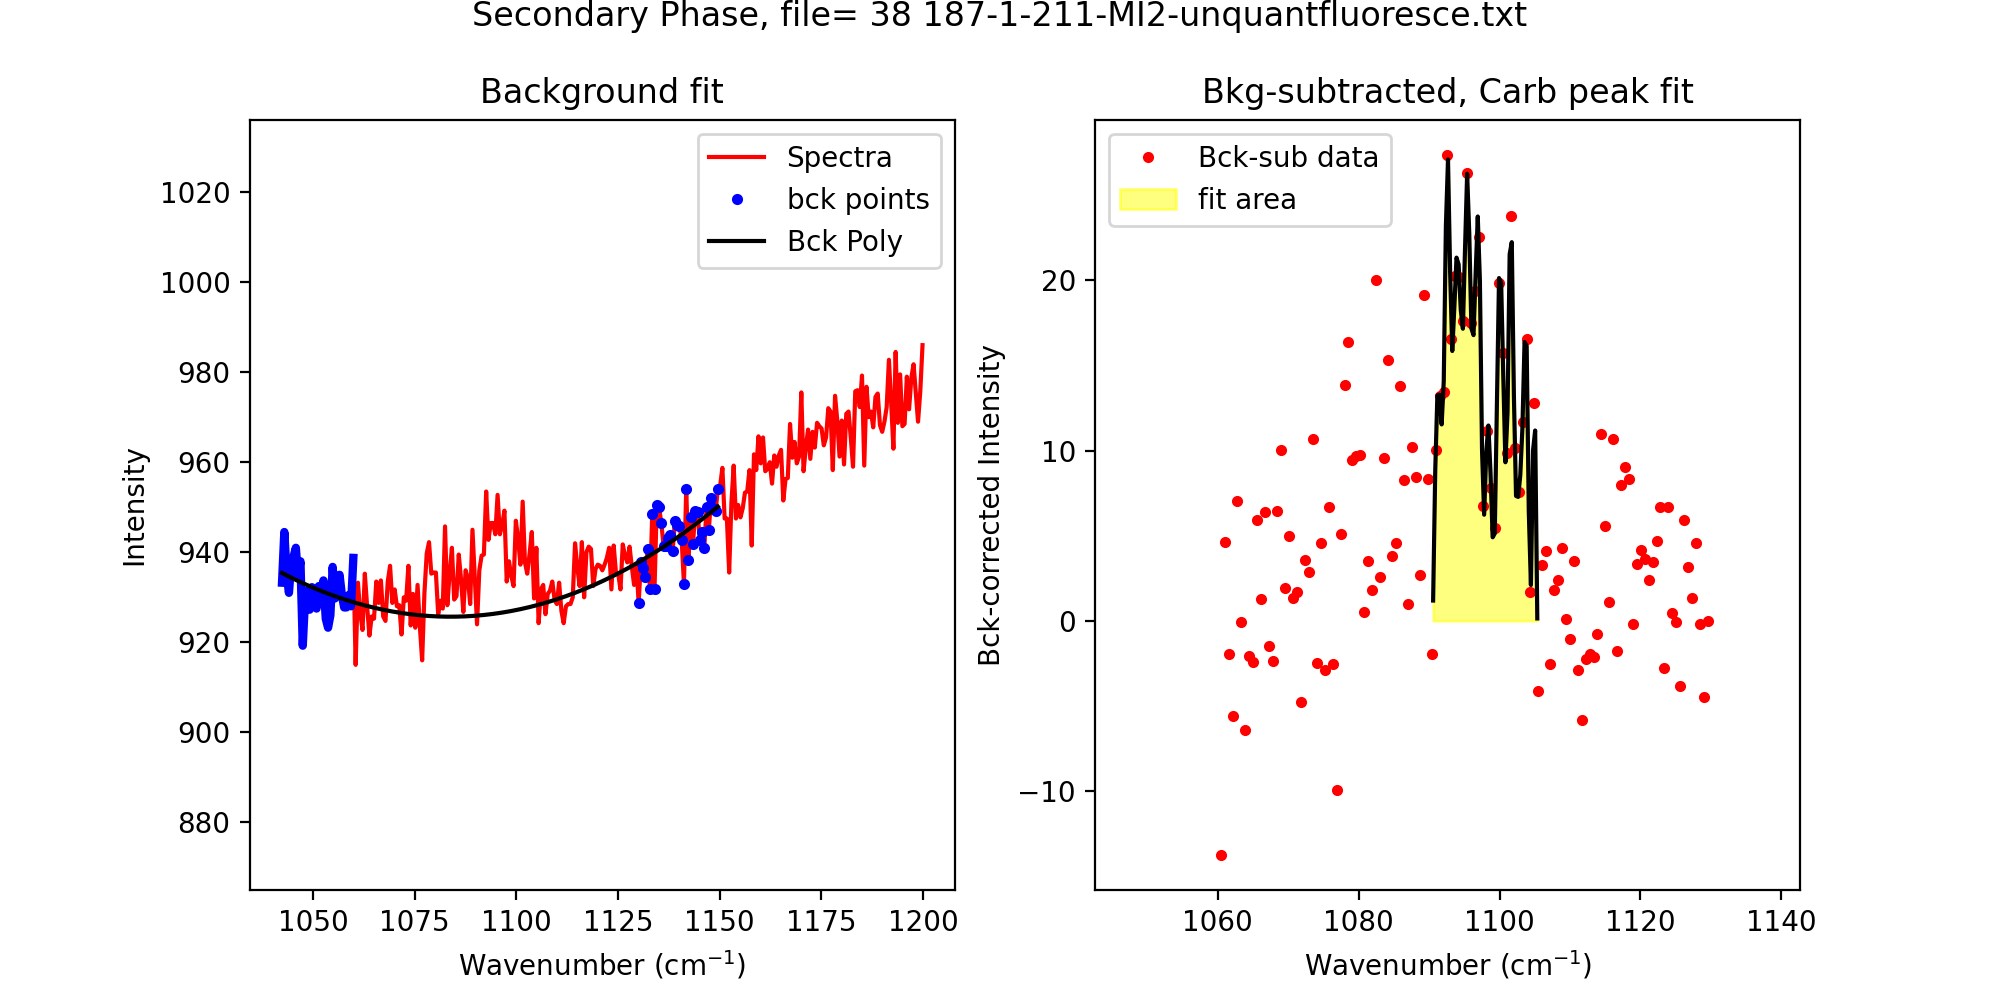 Secondary Phase, file= 38 187-1-211-MI2-unquantfluoresce.txt
Background fit
Spectra
bck points
Bck Poly
1020
1000
980
960
940
920
900
880
Intensity
1050 1075 1100 1125 1150 1175 1200
Wavenumber (cm⁻¹)
Bkg-subtracted, Carb peak fit
Bck-sub data
fit area
20
10
0
−10
Bck-corrected Intensity
1060 1080 1100 1120 1140
Wavenumber (cm⁻¹)